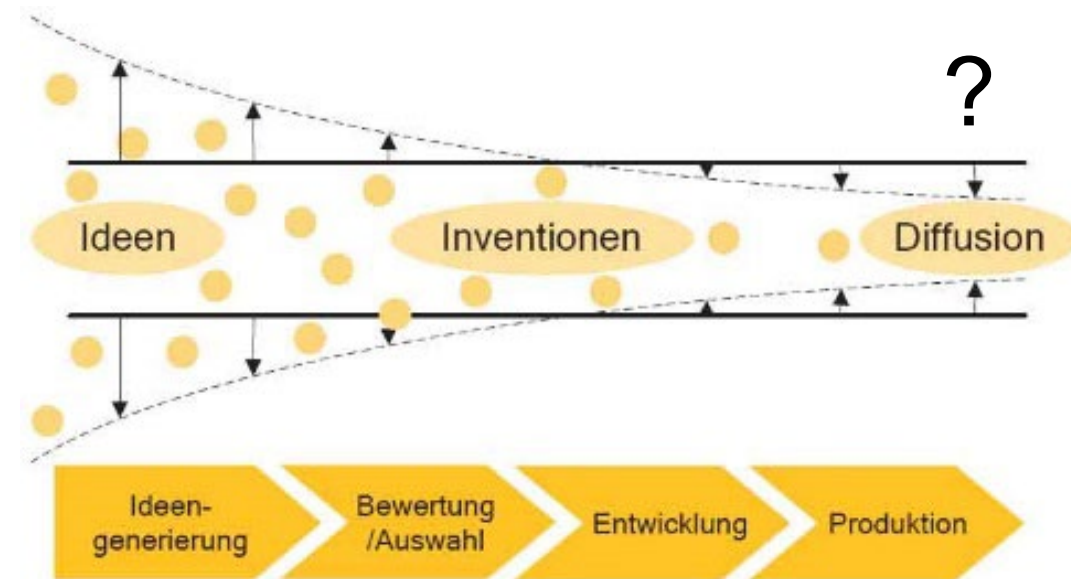 ?
Ideen
Inventionen
Diffusion
Ideen-
generierung
Bewertung
/Auswahl
Entwicklung
Produktion